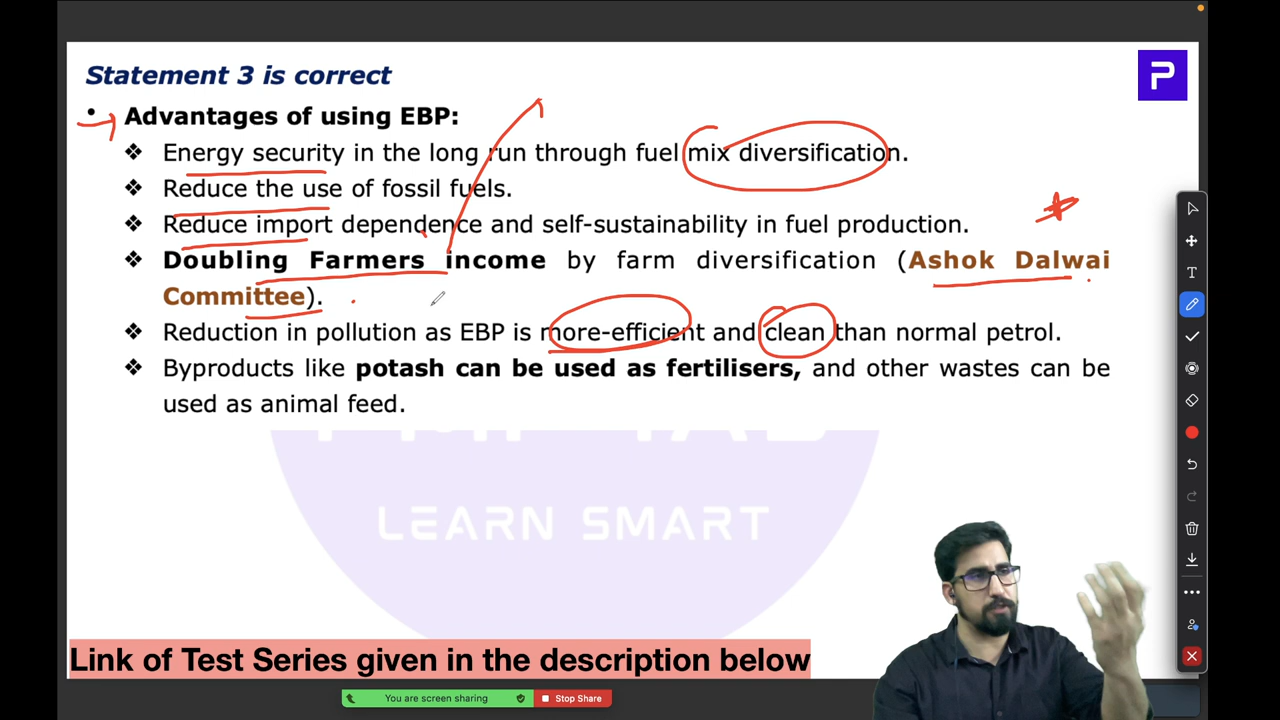 Statement 3 is correct
• Advantages of using EBP:
❖ Energy security in the long run through fuel mix diversification.
❖ Reduce the use of fossil fuels.
❖ Reduce import dependence and self-sustainability in fuel production.
❖ Doubling Farmers income by farm diversification (Ashok Dalwai
Committee).
❖ Reduction in pollution as EBP is more-efficient and clean than normal petrol.
❖ Byproducts like potash can be used as fertilisers, and other wastes can be
used as animal feed.
LEARN SMART
Link of Test Series given in the description below
You are screen sharing
Stop Share